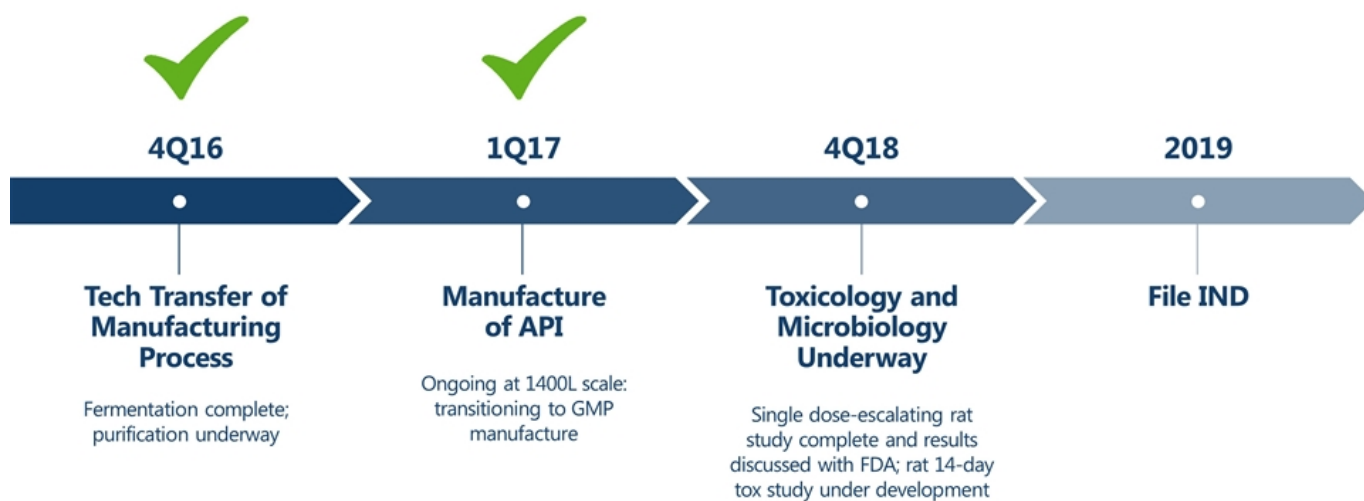 4Q16
1Q17
4Q18
2019
Tech Transfer of
Manufacturing
Process
Fermentation complete;
purification underway
Manufacture
of API
Ongoing at 1400L scale:
transitioning to GMP
manufacture
Toxicology and
Microbiology
Underway
Single dose-escalating rat
study complete and results
discussed with FDA; rat 14-day
tox study under development
File IND